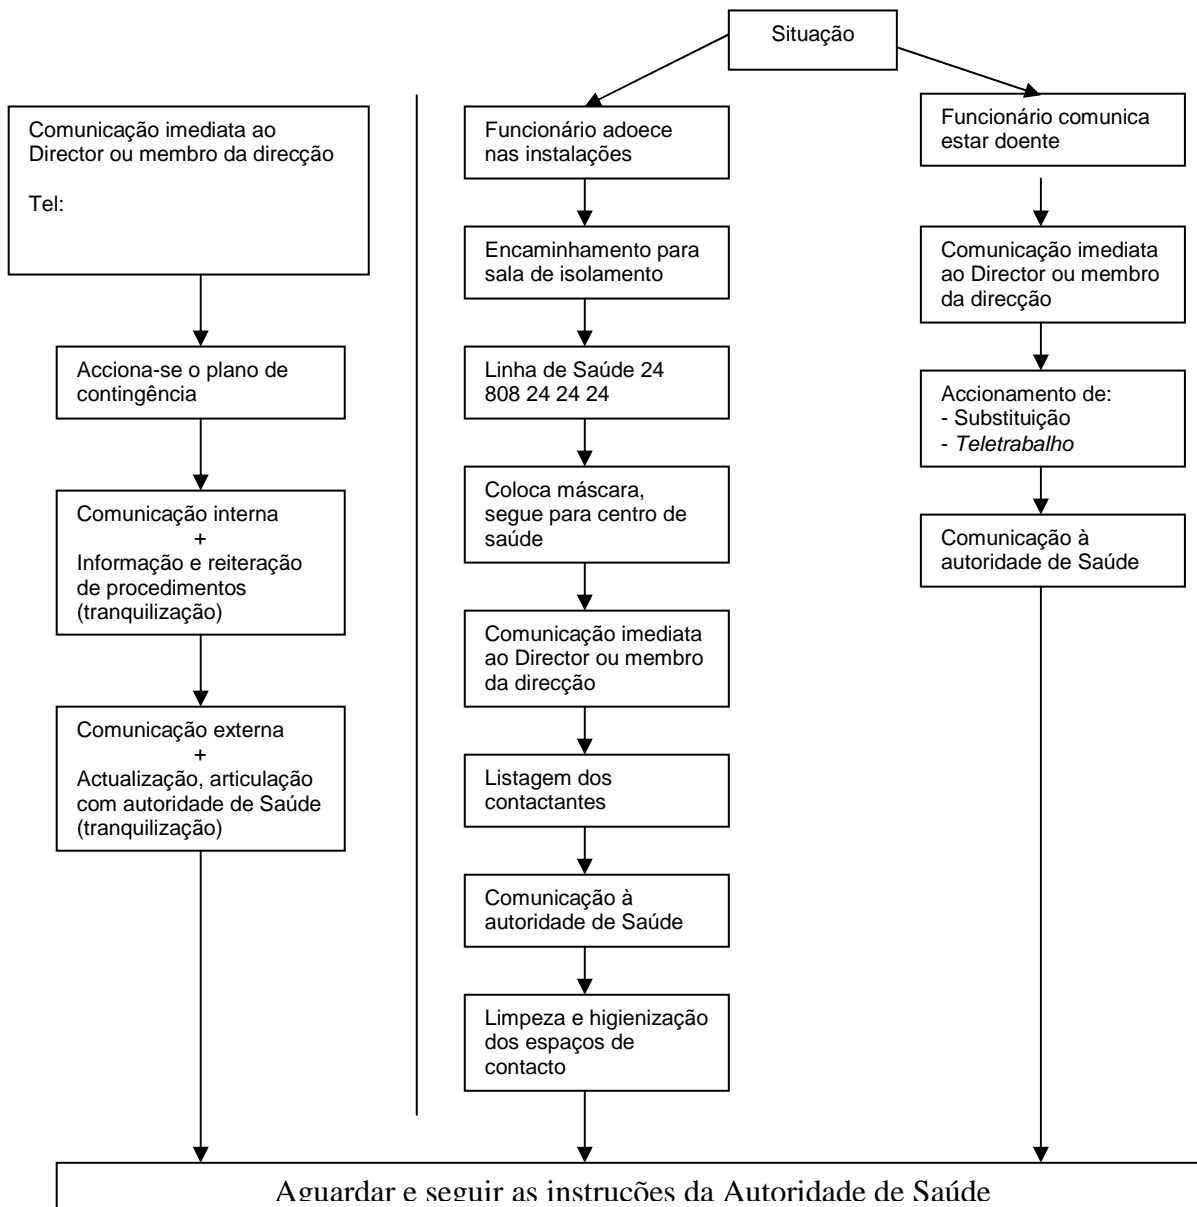 Situação
Comunicação imediata ao
Director ou membro da direcção
Tel:
Acciona-se o plano de
contingência
Comunicação interna
+
Informação e reiteração
de procedimentos
(tranquilização)
Comunicação externa
+
Actualização, articulação
com autoridade de Saúde
(tranquilização)
Funcionário adoece
nas instalações
Encaminhamento para
sala de isolamento
Linha de Saúde 24
808 24 24 24
Coloca máscara,
segue para centro de
saúde
Comunicação imediata
ao Director ou membro
da direcção
Listagem dos
contactantes
Comunicação à
autoridade de Saúde
Limpeza e higienização
dos espaços de
contacto
Funcionário comunica
estar doente
Comunicação imediata
ao Director ou membro
da direcção
Accionamento de:
- Substituição
- Teletrabalho
Comunicação à
autoridade de Saúde
Aguardar e seguir as instruções da Autoridade de Saúde